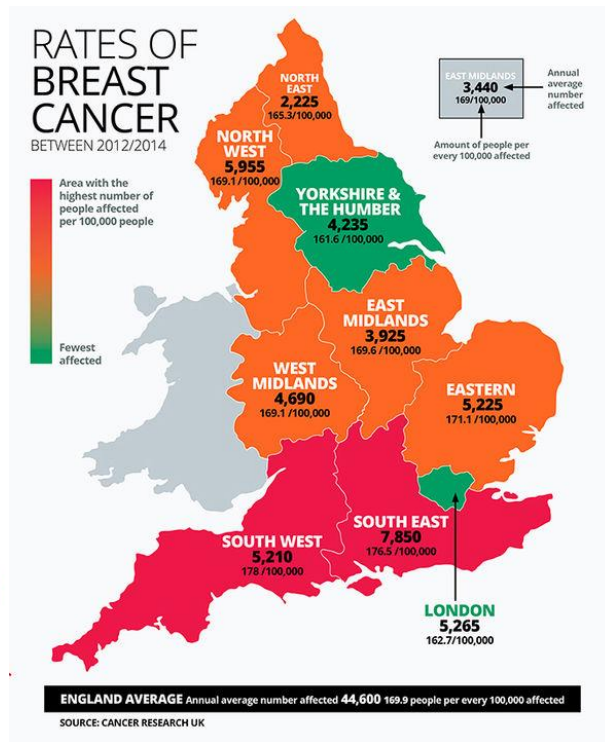 RATES OF
BREAST
CANCER
BETWEEN 2012/2014
Area with the
highest number of
people affected
per 100,000 people
Fewest
affected
EAST MIDLANDS
3,440
169/100,000
Annual
average
number
affected
Amount of people per
every 100,000 affected
NORTH
EAST
2,225
165.3/100,000
NORTH
WEST
5,955
169.1/100,000
YORKSHIRE &
THE HUMBER
4,235
161.6 /100,000
EAST
MIDLANDS
3,925
169.6 /100,000
WEST
MIDLANDS
4,690
169.1/100,000
EASTERN
5,225
171.1/100,000
SOUTH EAST
7,850
176.5 /100,000
SOUTH WEST
5,210
178 /100,000
LONDON
5,265
162.7/100,000
ENGLAND AVERAGE Annual average number affected 44,600 169.9 people per every 100,000 affected
SOURCE: CANCER RESEARCH UK